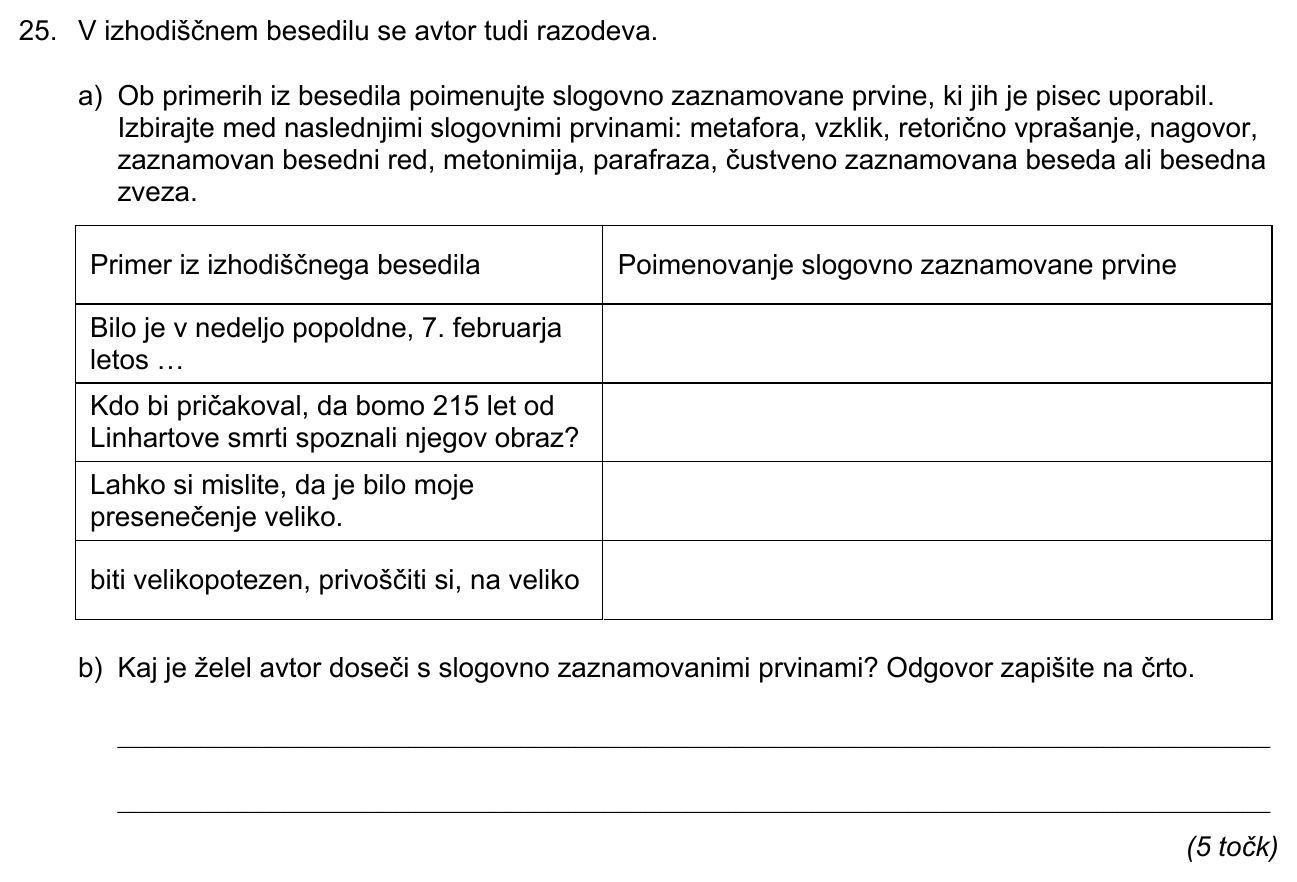 25. V izhodiščnem besedilu se avtor tudi razodeva.
a) Ob primerih iz besedila poimenujte slogovno zaznamovane prvine, ki jih je pisec uporabil.
Izbirajte med naslednjimi slogovnimi prvinami: metafora, vzklik, retorično vprašanje, nagovor,
zaznamovan besedni red, metonimija, parafraza, čustveno zaznamovana beseda ali besedna
zveza.
Primer iz izhodiščnega besedila
Poimenovanje slogovno zaznamovane prvine
Bilo je v nedeljo popoldne, 7. februarja
letos …
Kdo bi pričakoval, da bomo 215 let od
Linhartove smrti spoznali njegov obraz?
Lahko si mislite, da je bilo moje
presenečenje veliko.
biti velikopotezen, privoščiti si, na veliko
b) Kaj je želel avtor doseči s slogovno zaznamovanimi prvinami? Odgovor zapišite na črto.
(5 točk)